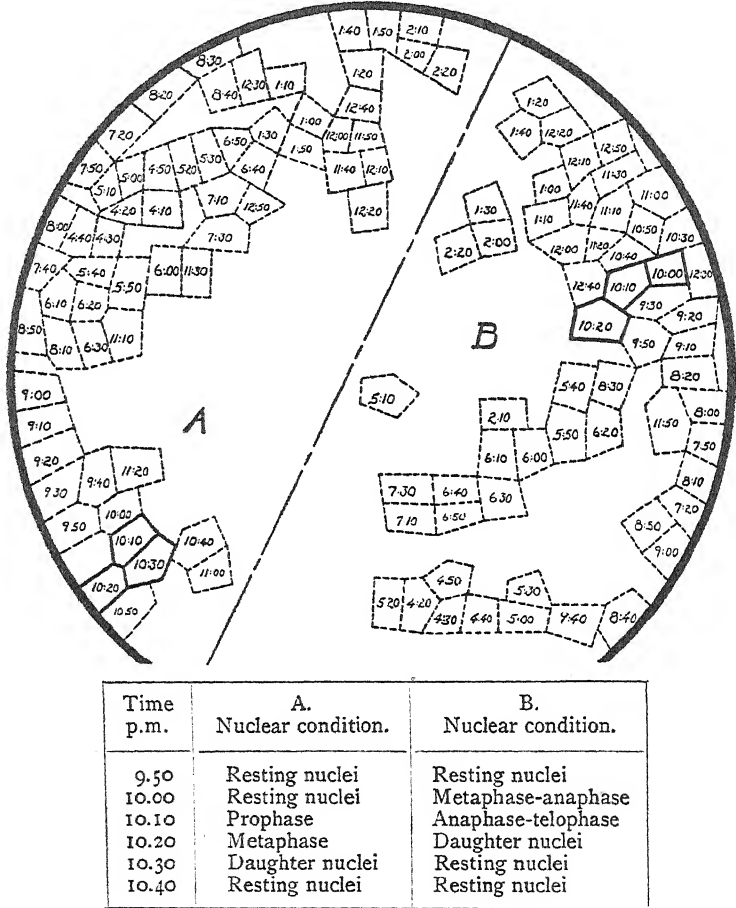 1:40 1:50 2:10
2:00
2:20
8:30
1:20
8:40 12:30 1:10
8:20
12:40
7:20
1:00
6:50 1:30 12:00 11:50
1:50
7:50 5:10 5:00 4:50 5:20 5:30 6:40
11:40 12:10
4:20 4:10 7:10 12:50
12:20
8:00 4:40 4:30
7:30
7:40 5:40 5:50 6:00 11:30
6:10 6:20
8:50 8:10 6:30 11:10
9:00
9:10
A
9:20 9:40 11:20
9:30
10:00
9:50 10:10 10:40
10:30 11:00
10:20
10:50
1:20
1:40 12:20 12:50
12:10
11:30
1:00 11:40 11:00
1:30 1:10 11:10
10:50
2:20 2:00 12:00 11:20 10:40 10:30
12:40 10:10 10:00 12:30
9:30
10:20 9:20
B
9:50 9:10
5:10
5:40 8:30 8:20
2:10
11:50 8:00
5:50 6:20
6:10 6:00 7:50
7:30 6:40 6:30 8:10
7:10 6:50 7:20
8:50
9:00
4:50
5:20 4:20 5:30
4:30 4:40 5:00 7:40 8:40
Time A. B.
p.m. Nuclear condition. Nuclear condition.
9.50 Resting nuclei Resting nuclei
10.00 Resting nuclei Metaphase-anaphase
10.10 Prophase Anaphase-telophase
10.20 Metaphase Daughter nuclei
10.30 Daughter nuclei Resting nuclei
10.40 Resting nuclei Resting nuclei